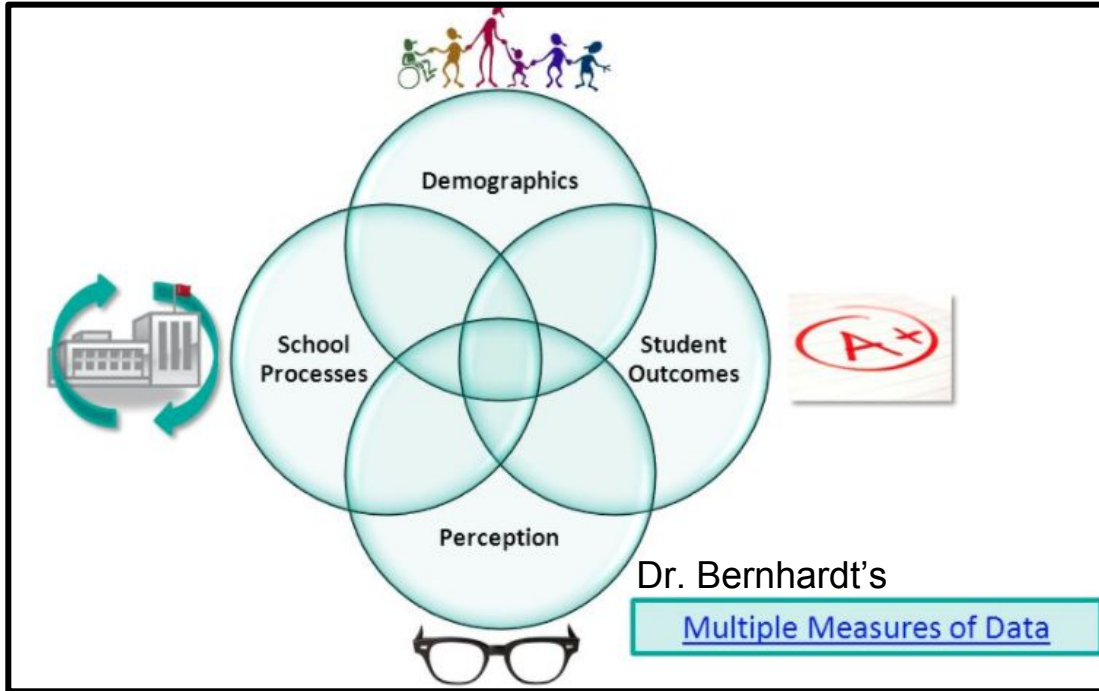 Demographics
School
Processes
Student
Outcomes
A+
Perception
Dr. Bernhardt’s
Multiple Measures of Data